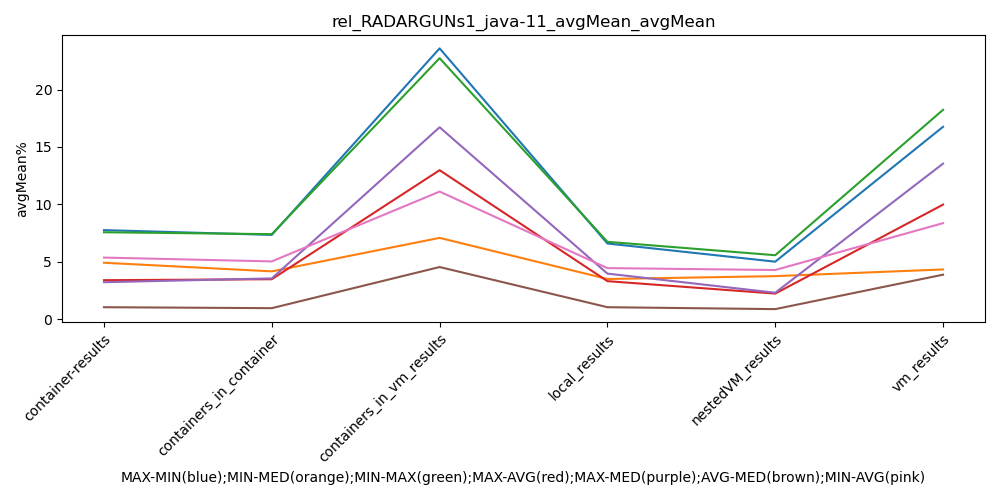 rel_RADARGUNs1_java-11_avgMean_avgMean
avgMean%
20
15
10
5
0
container-results
containers_in_container
containers_in_vm_results
local_results
nestedVM_results
vm_results
MAX-MIN(blue);MIN-MED(orange);MIN-MAX(green);MAX-AVG(red);MAX-MED(purple);AVG-MED(brown);MIN-AVG(pink)